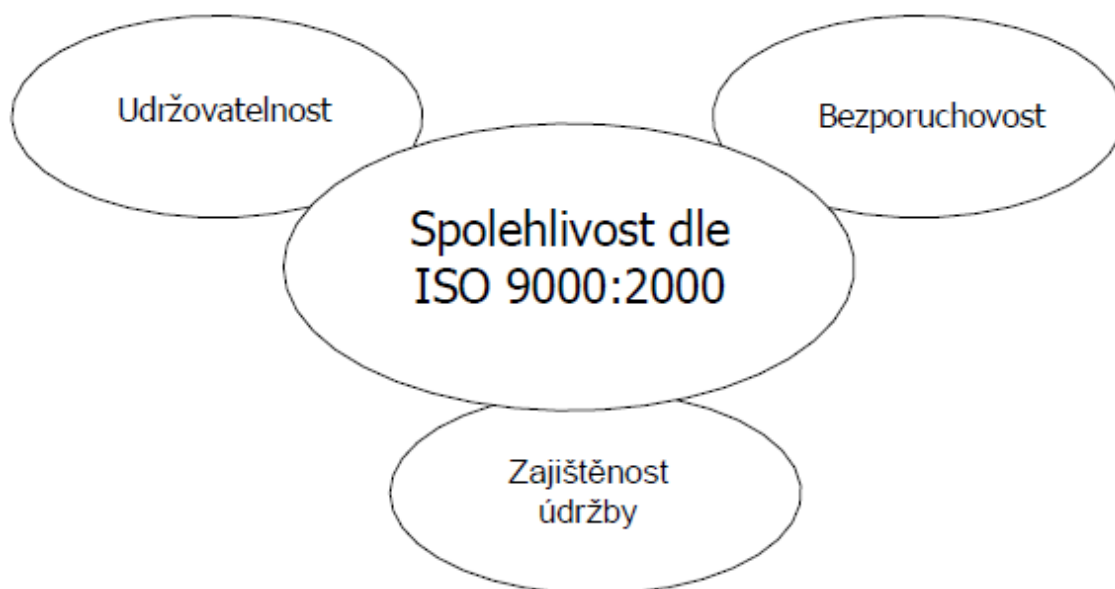 Udržovatelnost
Bezporuchovost
Spolehlivost dle
ISO 9000:2000
Zajištěnost
údržby